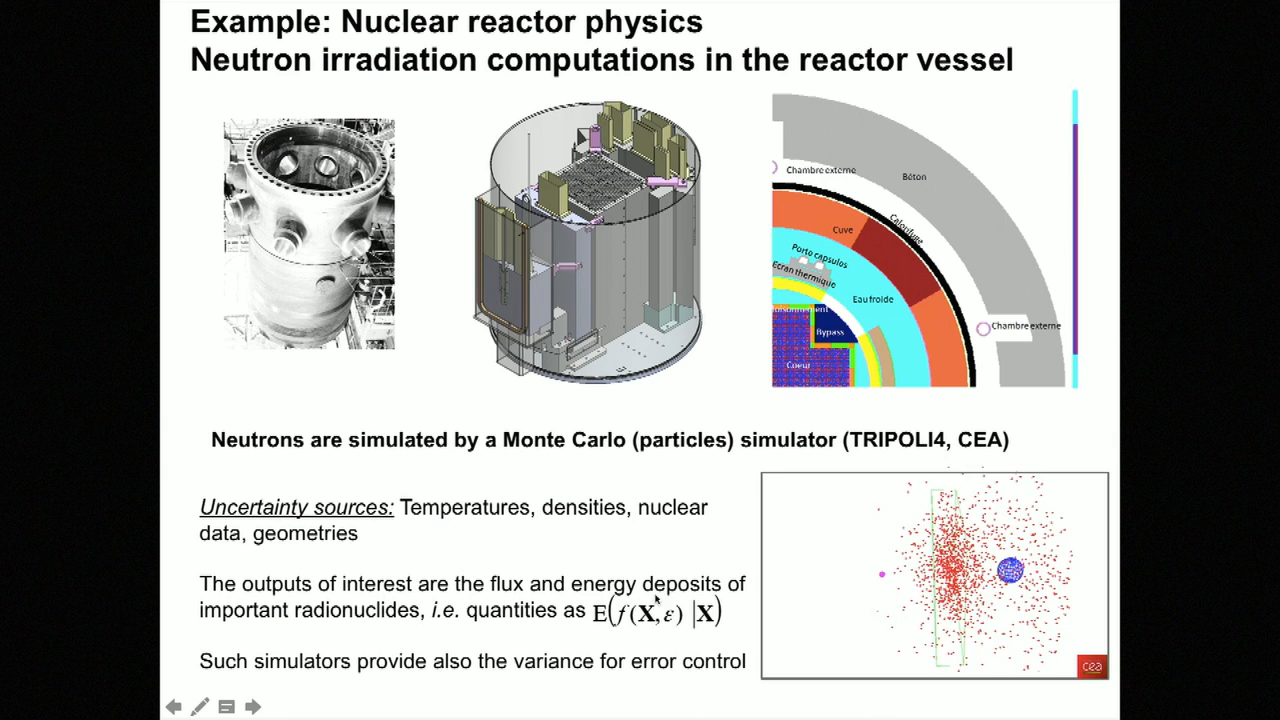 Example: Nuclear reactor physics
Neutron irradiation computations in the reactor vessel
Chambre externe
Béton
Calorifuge
Cuve
Porto capsulos
Ecran thermique
Eau froide
Bypass
Chambre externe
Coeur
Neutrons are simulated by a Monte Carlo (particles) simulator (TRIPOLI4, CEA)
Uncertainty sources: Temperatures, densities, nuclear
data, geometries
The outputs of interest are the flux and energy deposits of
important radionuclides, i.e. quantities as E(f(X, ε) |X)
Such simulators provide also the variance for error control
cea